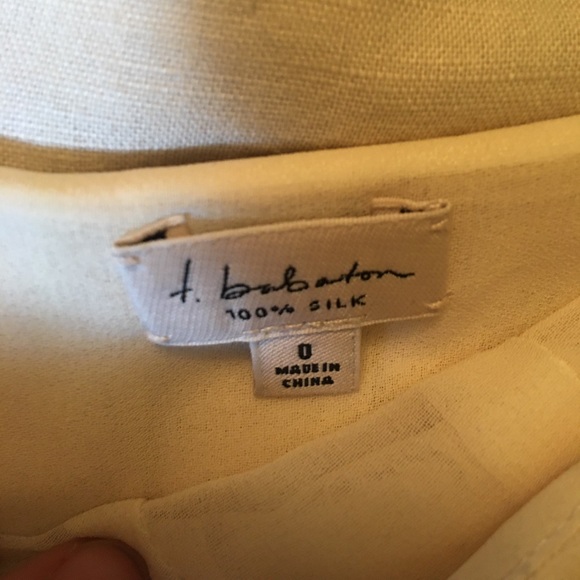 t. babaton
100% SILK
0
MADE IN
CHINA